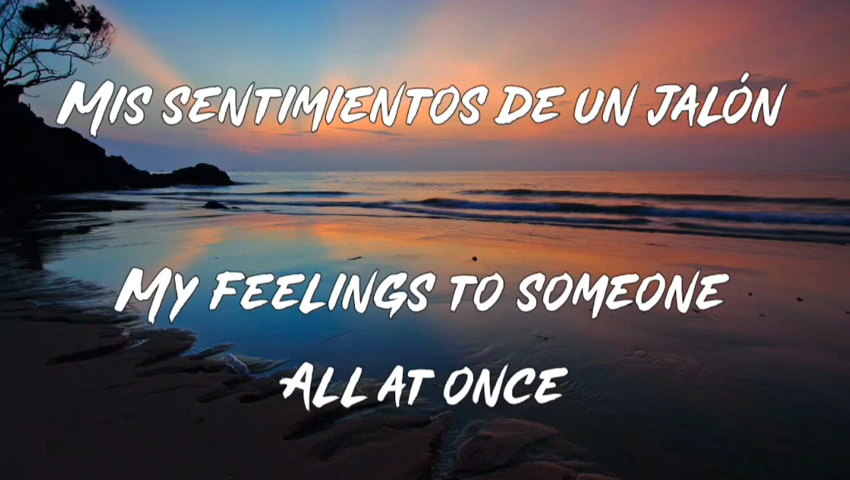 Mis sentimientos de un jalón
My feelings to someone
All at once